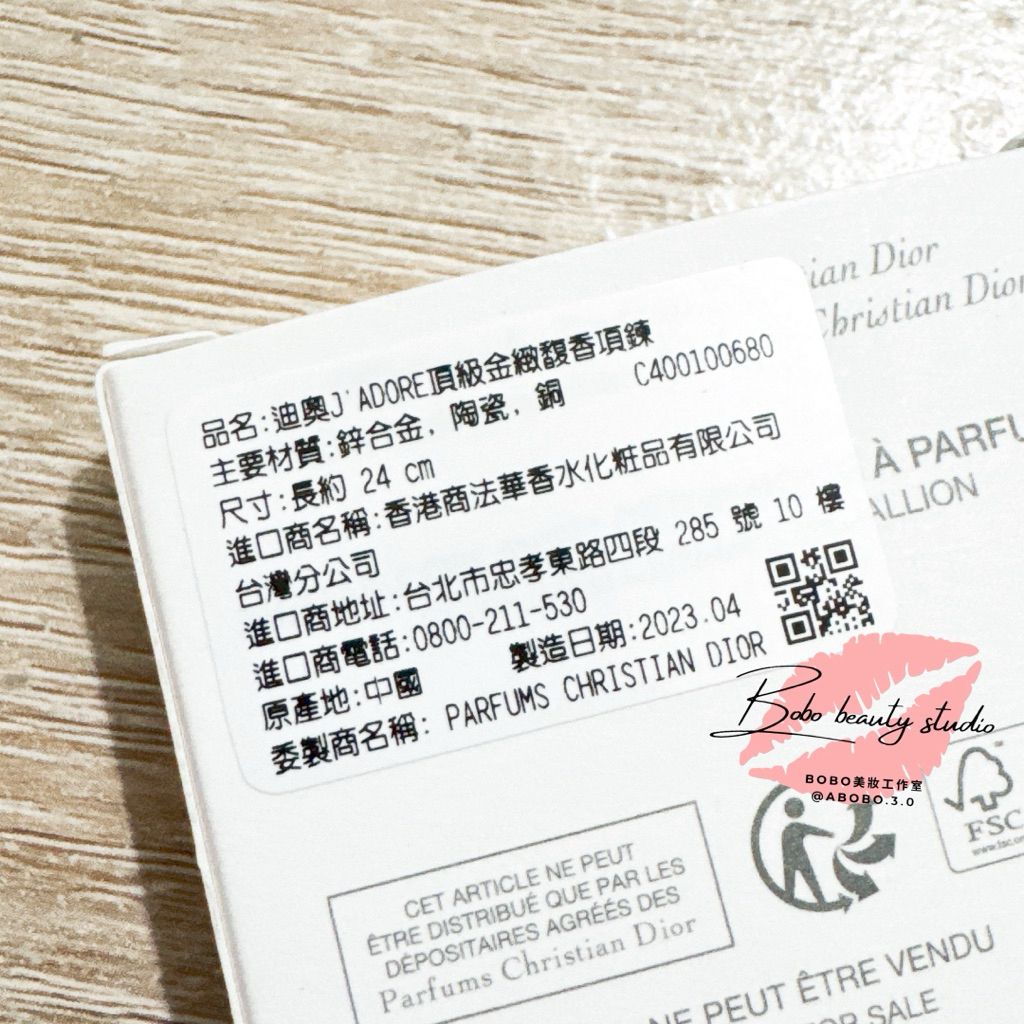 ian Dior
Christian Dior
品名:迪奧J'ADORE頂級金緻馥香項鍊
主要材質:鋅合金, 陶瓷, 銅 C400100680
尺寸:長約 24 cm
進口商名稱:香港商法華香水化粧品有限公司
台灣分公司
進口商地址:台北市忠孝東路四段 285 號 10 樓
進口商電話:0800-211-530
原產地:中國 製造日期:2023.04
委製商名稱: PARFUMS CHRISTIAN DIOR
À PARFU
ALLION
Bobo beauty studio
BOBO美妝工作室
@ABOBO.3.0
FSC
CET ARTICLE NE PEUT
ÊTRE DISTRIBUÉ QUE PAR LES
DÉPOSITAIRES AGRÉÉS DES
Parfums Christian Dior
NE PEUT ÊTRE VENDU
OR SALE